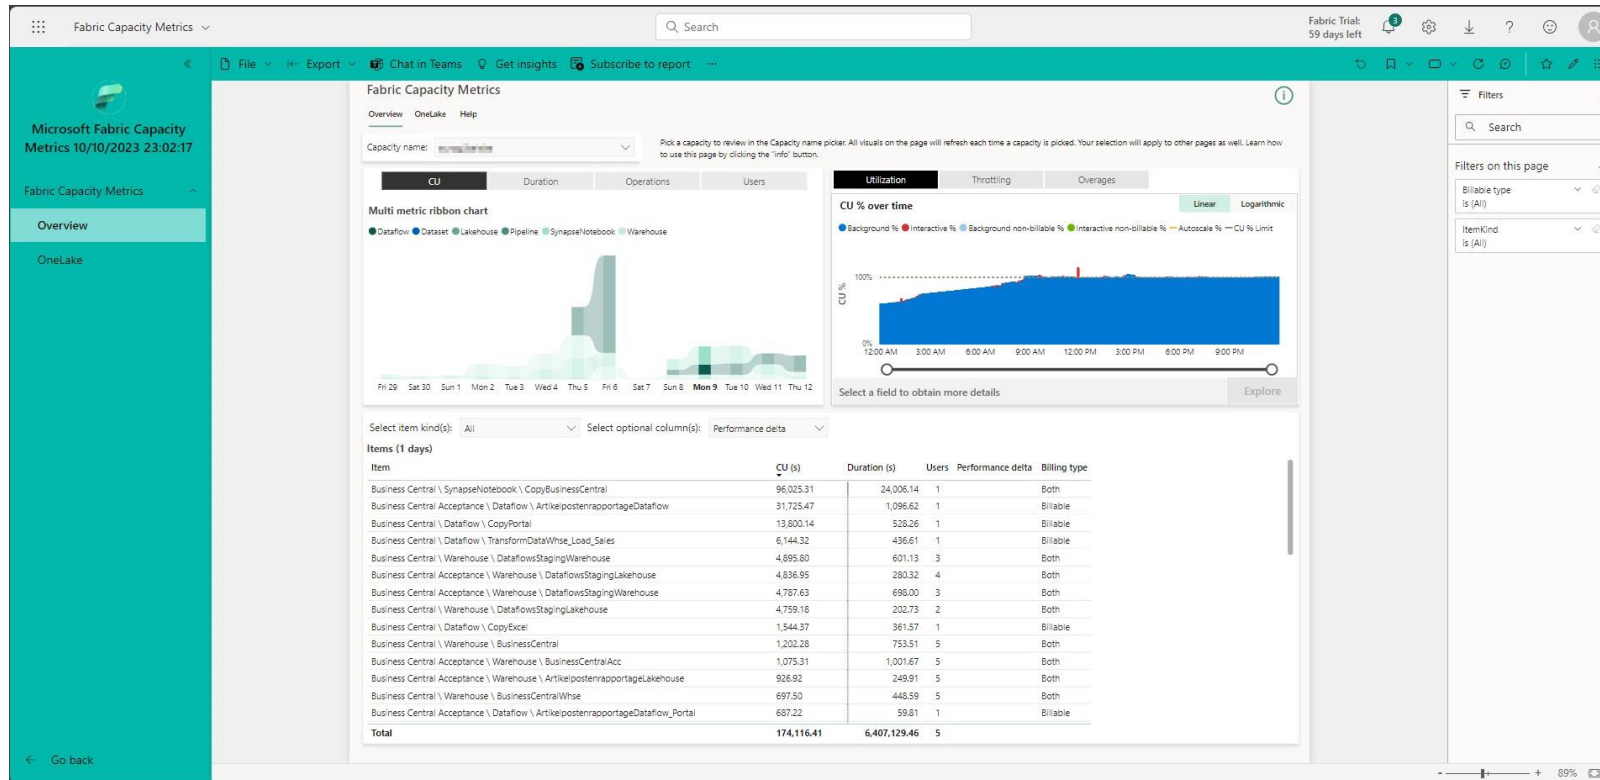 Fabric Capacity Metrics
Search
Fabric Trial:
59 days left
3
File
Export
Chat in Teams
Get insights
Subscribe to report
Microsoft Fabric Capacity
Metrics 10/10/2023 23:02:17
Fabric Capacity Metrics
Overview
OneLake
Go back
Fabric Capacity Metrics
Overview OneLake Help
Capacity name:
Pick a capacity to review in the Capacity name picker. All visuals on the page will refresh each time a capacity is picked. Your selection will apply to other pages as well. Learn how
to use this page by clicking the "info" button.
CU Duration Operations Users
Multi metric ribbon chart
Dataflow Dataset Lakehouse Pipeline SynapseNotebook Warehouse
Fri 29 Sat 30 Sun 1 Mon 2 Tue 3 Wed 4 Thu 5 Fri 6 Sat 7 Sun 8 Mon 9 Tue 10 Wed 11 Thu 12
Utilization Throttling Overages
CU % over time
Linear Logarithmic
Background % Interactive % Background non-billable % Interactive non-billable % Autoscale % CU % Limit
CU %
100%
0%
12:00 AM 3:00 AM 6:00 AM 9:00 AM 12:00 PM 3:00 PM 6:00 PM 9:00 PM
Select a field to obtain more details
Explore
Select item kind(s): All Select optional column(s): Performance delta
Items (1 days)
Item CU (s) Duration (s) Users Performance delta Billing type
Business Central \ SynapseNotebook \ CopyBusinessCentral 96,025.31 24,006.14 1 Both
Business Central Acceptance \ Dataflow \ ArtikelpostenrapportageDataflow 31,725.47 1,096.62 1 Billable
Business Central \ Dataflow \ CopyPortal 13,800.14 528.26 1 Billable
Business Central \ Dataflow \ TransformDataWhse_Load_Sales 6,144.32 436.61 1 Billable
Business Central \ Warehouse \ DataflowsStagingWarehouse 4,895.80 601.13 3 Both
Business Central Acceptance \ Warehouse \ DataflowsStagingLakehouse 4,836.95 280.32 4 Both
Business Central Acceptance \ Warehouse \ DataflowsStagingWarehouse 4,787.63 698.00 3 Both
Business Central \ Warehouse \ DataflowsStagingLakehouse 4,759.18 202.73 2 Both
Business Central \ Dataflow \ CopyExcel 1,544.37 361.57 1 Billable
Business Central \ Warehouse \ BusinessCentral 1,202.28 753.51 5 Both
Business Central Acceptance \ Warehouse \ BusinessCentralAcc 1,075.31 1,001.67 5 Both
Business Central Acceptance \ Warehouse \ ArtikelpostenrapportageLakehouse 926.92 249.91 5 Both
Business Central \ Warehouse \ BusinessCentralWhse 697.50 448.59 5 Both
Business Central Acceptance \ Dataflow \ ArtikelpostenrapportageDataflow_Portal 687.22 59.81 1 Billable
Total 174,116.41 6,407,129.46 5
Filters
Search
Filters on this page
Billable type
is (All)
ItemKind
is (All)
89%